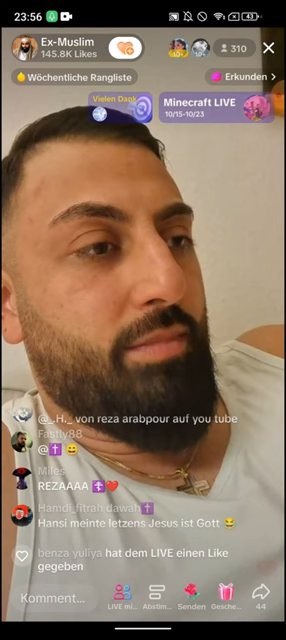 23:56
43
Ex-Muslim
145.8K Likes
310
Wöchentliche Rangliste
Erkunden >
Vielen Dank
Minecraft LIVE
10/15-10/23
@_.H._ von reza arabpour auf you tube
Fastly88
@✝️😄
Miles
REZAAAA ✝️❤️
Hamdi_fitrah dawah✝️
Hansi meinte letzens Jesus ist Gott 😂
benza yuliya hat dem LIVE einen Like
gegeben
Komment...
LIVE mi...
Abstim...
Senden
Gesche...
44